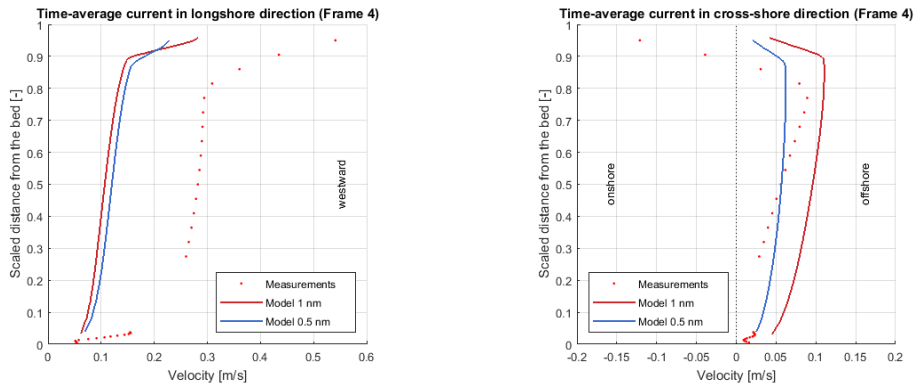 Time-average current in longshore direction (Frame 4)
1
0.9
0.8
0.7
0.6
0.5
0.4
0.3
0.2
0.1
0
Scaled distance from the bed [-]
westward
Measurements
Model 1 nm
Model 0.5 nm
0 0.1 0.2 0.3 0.4 0.5 0.6
Velocity [m/s]
Time-average current in cross-shore direction (Frame 4)
1
0.9
0.8
0.7
0.6
0.5
0.4
0.3
0.2
0.1
0
Scaled distance from the bed [-]
onshore
offshore
Measurements
Model 1 nm
Model 0.5 nm
-0.2 -0.15 -0.1 -0.05 0 0.05 0.1 0.15 0.2
Velocity [m/s]